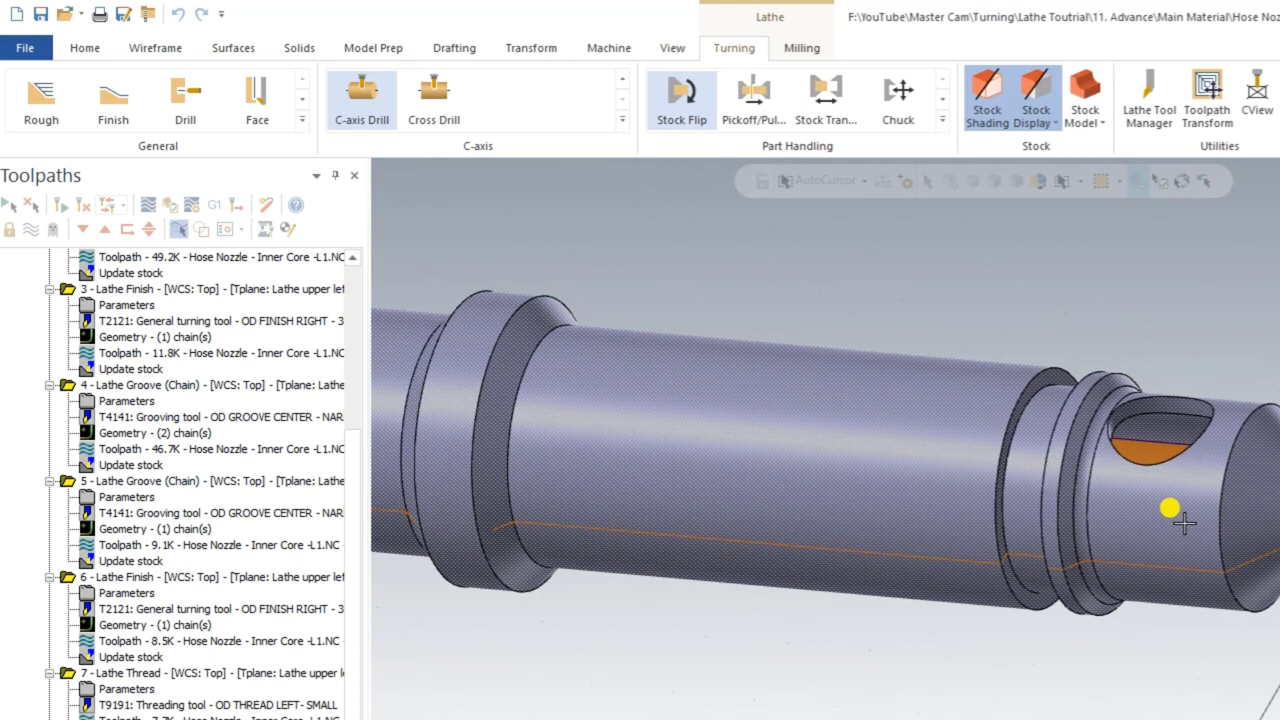 Lathe
F:\YouTube\Master Cam\Turning\Lathe Toutrial\11. Advance\Main Material\Hose Noz
File
Home
Wireframe
Surfaces
Solids
Model Prep
Drafting
Transform
Machine
View
Turning
Milling
Rough
Finish
Drill
Face
C-axis Drill
Cross Drill
Stock Flip
Pickoff/Pul...
Stock Tran...
Chuck
Stock Shading
Stock Display
Stock Model
Lathe Tool Manager
Toolpath Transform
CView
General
C-axis
Part Handling
Stock
Utilities
Toolpaths
AutoCursor
G1
Toolpath - 49.2K - Hose Nozzle - Inner Core -L1.NC
Update stock
3 - Lathe Finish - [WCS: Top] - [Tplane: Lathe upper lef
Parameters
T2121: General turning tool - OD FINISH RIGHT - 3
Geometry - (1) chain(s)
Toolpath - 11.8K - Hose Nozzle - Inner Core -L1.NC
Update stock
4 - Lathe Groove (Chain) - [WCS: Top] - [Tplane: Lathe
Parameters
T4141: Grooving tool - OD GROOVE CENTER - NAR
Geometry - (2) chain(s)
Toolpath - 46.7K - Hose Nozzle - Inner Core -L1.NC
Update stock
5 - Lathe Groove (Chain) - [WCS: Top] - [Tplane: Lathe
Parameters
T4141: Grooving tool - OD GROOVE CENTER - NAR
Geometry - (1) chain(s)
Toolpath - 9.1K - Hose Nozzle - Inner Core -L1.NC -
Update stock
6 - Lathe Finish - [WCS: Top] - [Tplane: Lathe upper lef
Parameters
T2121: General turning tool - OD FINISH RIGHT - 3
Geometry - (1) chain(s)
Toolpath - 8.5K - Hose Nozzle - Inner Core -L1.NC -
Update stock
7 - Lathe Thread - [WCS: Top] - [Tplane: Lathe upper l
Parameters
T9191: Threading tool - OD THREAD LEFT- SMALL
Toolpath - 7.7K - Hose Nozzle - Inner Core -L1.NC -